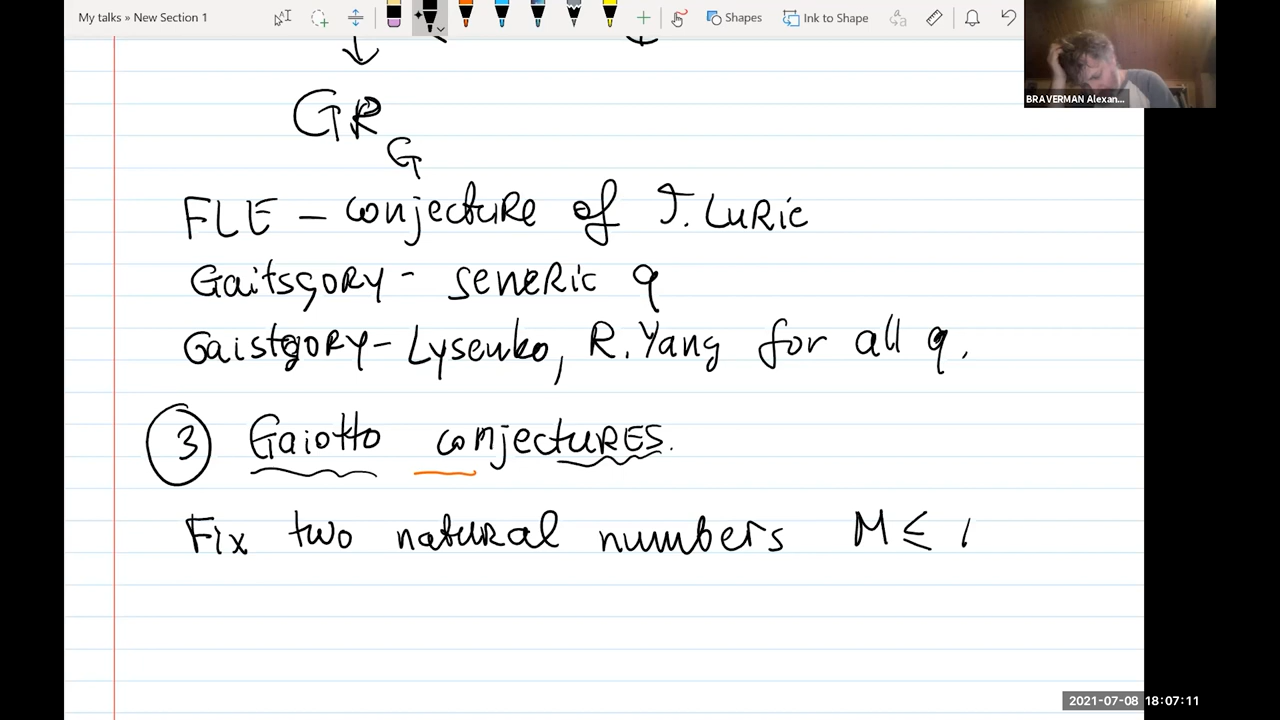 My talks » New Section 1
Shapes
Ink to Shape
BRAVERMAN Alexan...
GR
G
FLE – conjecture of J. Lurie
Gaitsgory - generic q
Gaistgory - Lysenko, R. Yang for all q.
3 Gaiotto conjectures.
Fix two natural numbers M ≤
2021-07-08 18:07:11